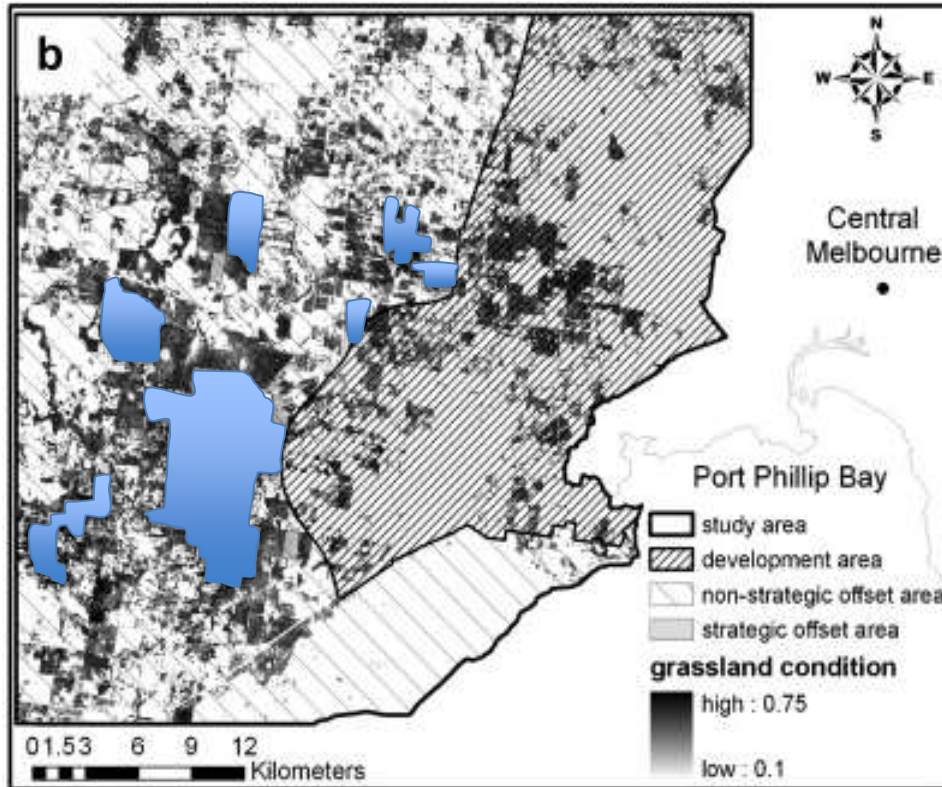 b
N
W E
S
Central
Melbourne
Port Phillip Bay
study area
development area
non-strategic offset area
strategic offset area
grassland condition
high : 0.75
low : 0.1
0 1.5 3 6 9 12
Kilometers